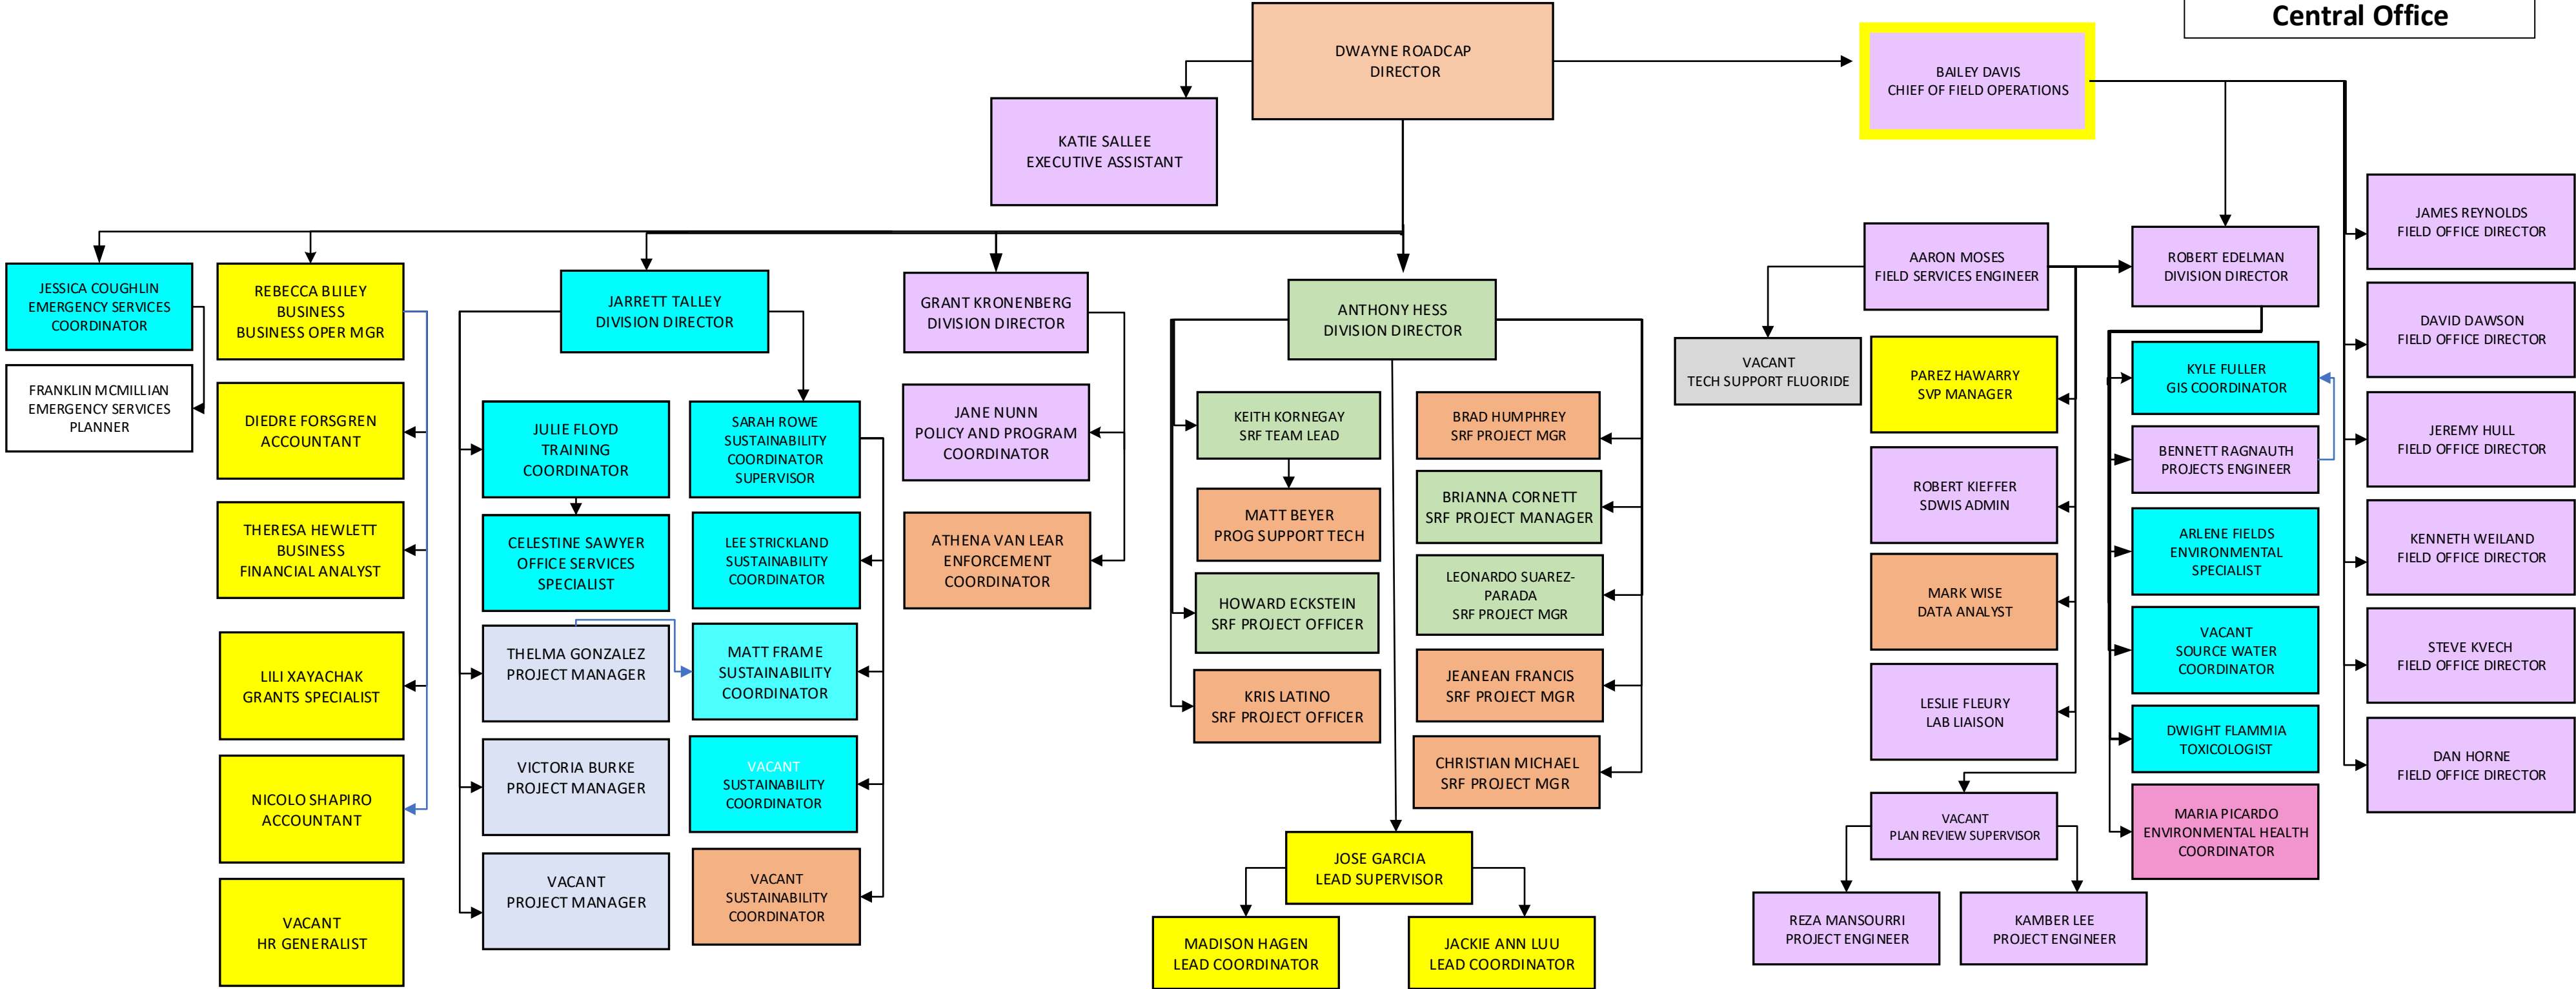 Central Office
DWAYNE ROADCAP
DIRECTOR
BAILEY DAVIS
CHIEF OF FIELD OPERATIONS
KATIE SALLEE
EXECUTIVE ASSISTANT
JESSICA COUGHLIN
EMERGENCY SERVICES
COORDINATOR
FRANKLIN MCMILLIAN
EMERGENCY SERVICES
PLANNER
REBECCA BLILEY
BUSINESS
BUSINESS OPER MGR
DIEDRE FORSGREN
ACCOUNTANT
THERESA HEWLETT
BUSINESS
FINANCIAL ANALYST
LILI XAYACHAK
GRANTS SPECIALIST
NICOLO SHAPIRO
ACCOUNTANT
VACANT
HR GENERALIST
JARRETT TALLEY
DIVISION DIRECTOR
JULIE FLOYD
TRAINING
COORDINATOR
CELESTINE SAWYER
OFFICE SERVICES
SPECIALIST
THELMA GONZALEZ
PROJECT MANAGER
VICTORIA BURKE
PROJECT MANAGER
VACANT
PROJECT MANAGER
SARAH ROWE
SUSTAINABILITY
COORDINATOR
SUPERVISOR
LEE STRICKLAND
SUSTAINABILITY
COORDINATOR
MATT FRAME
SUSTAINABILITY
COORDINATOR
VACANT
SUSTAINABILITY
COORDINATOR
VACANT
SUSTAINABILITY
COORDINATOR
GRANT KRONENBERG
DIVISION DIRECTOR
JANE NUNN
POLICY AND PROGRAM
COORDINATOR
ATHENA VAN LEAR
ENFORCEMENT
COORDINATOR
ANTHONY HESS
DIVISION DIRECTOR
KEITH KORNEGAY
SRF TEAM LEAD
MATT BEYER
PROG SUPPORT TECH
HOWARD ECKSTEIN
SRF PROJECT OFFICER
KRIS LATINO
SRF PROJECT OFFICER
BRAD HUMPHREY
SRF PROJECT MGR
BRIANNA CORNETT
SRF PROJECT MANAGER
LEONARDO SUAREZ-
PARADA
SRF PROJECT MGR
JEANEAN FRANCIS
SRF PROJECT MGR
CHRISTIAN MICHAEL
SRF PROJECT MGR
JOSE GARCIA
LEAD SUPERVISOR
MADISON HAGEN
LEAD COORDINATOR
JACKIE ANN LUU
LEAD COORDINATOR
AARON MOSES
FIELD SERVICES ENGINEER
VACANT
TECH SUPPORT FLUORIDE
PAREZ HAWARRY
SVP MANAGER
ROBERT KIEFFER
SDWIS ADMIN
MARK WISE
DATA ANALYST
LESLIE FLEURY
LAB LIAISON
VACANT
PLAN REVIEW SUPERVISOR
REZA MANSOURRI
PROJECT ENGINEER
KAMBER LEE
PROJECT ENGINEER
ROBERT EDELMAN
DIVISION DIRECTOR
KYLE FULLER
GIS COORDINATOR
BENNETT RAGNAUTH
PROJECTS ENGINEER
ARLENE FIELDS
ENVIRONMENTAL
SPECIALIST
VACANT
SOURCE WATER
COORDINATOR
DWIGHT FLAMMIA
TOXICOLOGIST
MARIA PICARDO
ENVIRONMENTAL HEALTH
COORDINATOR
JAMES REYNOLDS
FIELD OFFICE DIRECTOR
DAVID DAWSON
FIELD OFFICE DIRECTOR
JEREMY HULL
FIELD OFFICE DIRECTOR
KENNETH WEILAND
FIELD OFFICE DIRECTOR
STEVE KVECH
FIELD OFFICE DIRECTOR
DAN HORNE
FIELD OFFICE DIRECTOR